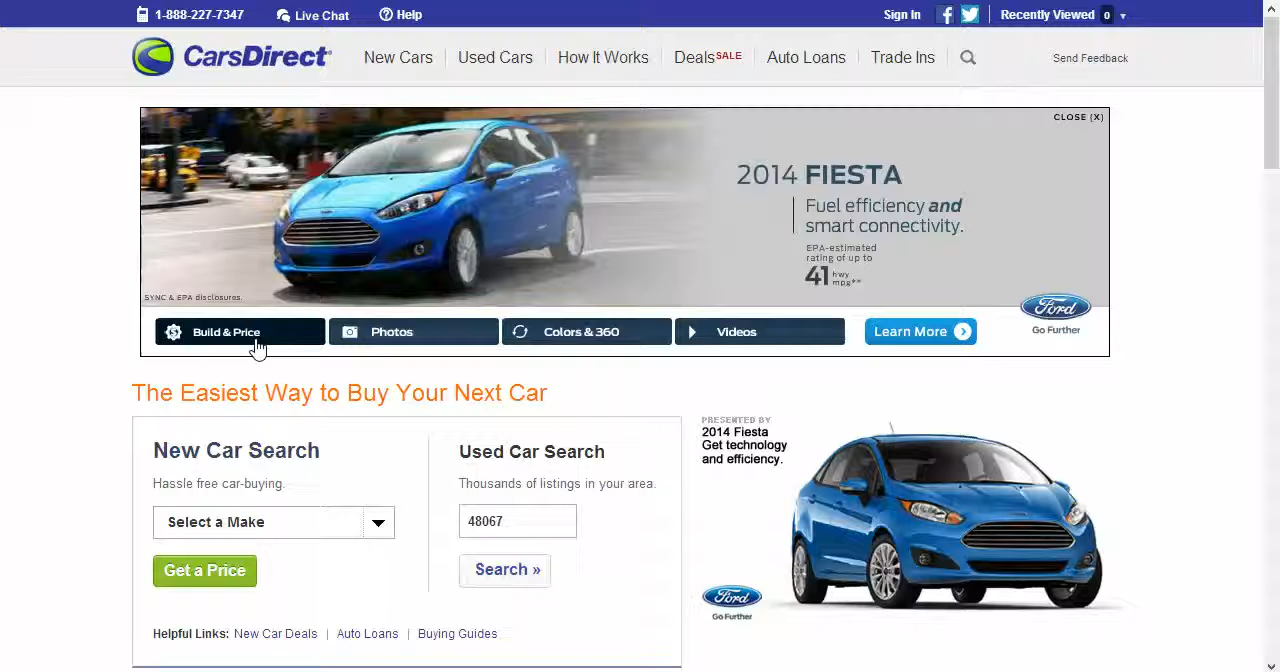 1-888-227-7347 Live Chat Help Sign In Recently Viewed 0
CarsDirect New Cars Used Cars How It Works Deals SALE Auto Loans Trade Ins Send Feedback
CLOSE (X)
2014 FIESTA
Fuel efficiency and
smart connectivity.
EPA-estimated
rating of up to
41 hwy
mpg**
SYNC & EPA disclosures.
Build & Price Photos Colors & 360 Videos Learn More
Ford
Go Further
The Easiest Way to Buy Your Next Car
New Car Search
Hassle free car-buying.
Select a Make
Get a Price
Used Car Search
Thousands of listings in your area.
48067
Search »
Helpful Links: New Car Deals | Auto Loans | Buying Guides
PRESENTED BY
2014 Fiesta
Get technology
and efficiency.
Ford
Go Further